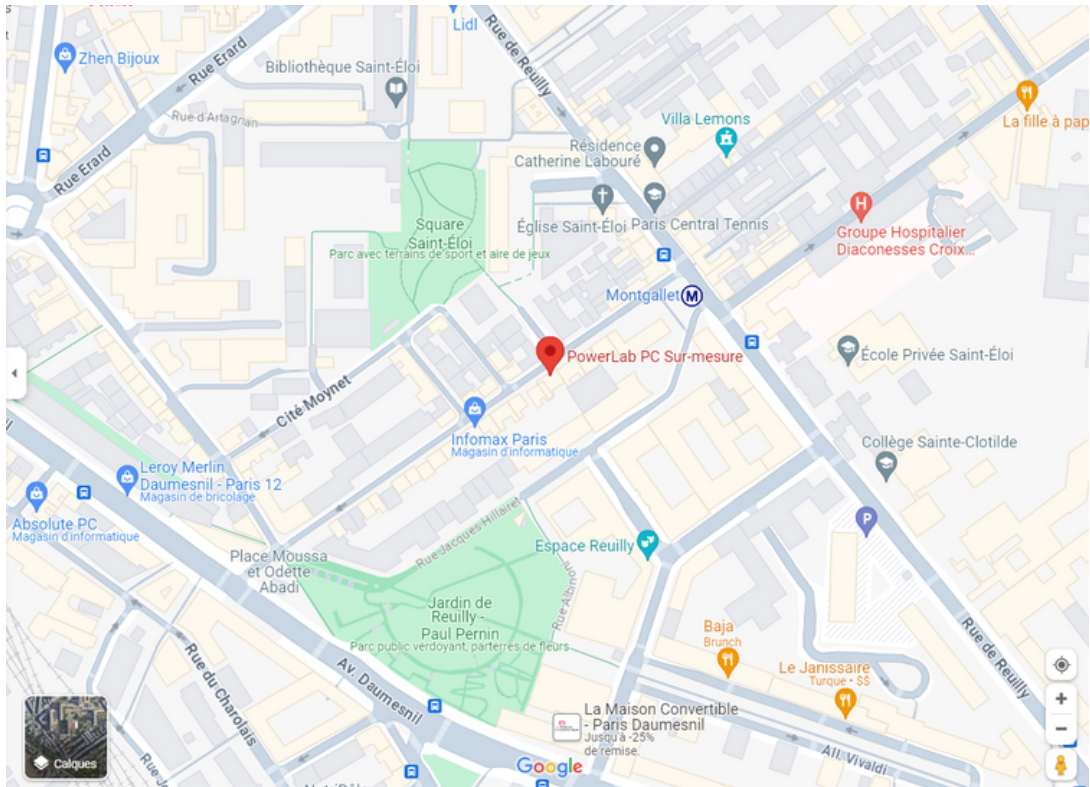 Lidl
Zhen Bijoux
Rue Erard
Rue de Reuilly
Bibliothèque Saint-Éloi
Rue d'Artagnan
Villa Lemons
La fille à pap
Résidence
Catherine Labouré
Rue Erard
Square
Saint-Éloi
Parc avec terrains de sport et aire de jeux
Église Saint-Éloi
Paris Central Tennis
H
Groupe Hospitalier
Diaconesses Croix...
Montgallet
M
PowerLab PC Sur-mesure
École Privée Saint-Éloi
Cité Moynet
Infomax Paris
Magasin d'informatique
Collège Sainte-Clotilde
Leroy Merlin
Daumesnil - Paris 12
Magasin de bricolage
Absolute PC
Magasin d'informatique
P
Rue Jacques Hillairet
Espace Reuilly
Place Moussa
et Odette
Abadi
Rue Albinoni
Jardin de
Reuilly -
Paul Pernin
Parc public verdoyant, parterres de fleurs
Baja
Brunch
Le Janissaire
Turque • $$
Rue de Reuilly
Rue du Charolais
Av. Daumesnil
La Maison Convertible
- Paris Daumesnil
Jusqu'à -25%
de remise.
All. Vivaldi
Calques
Google